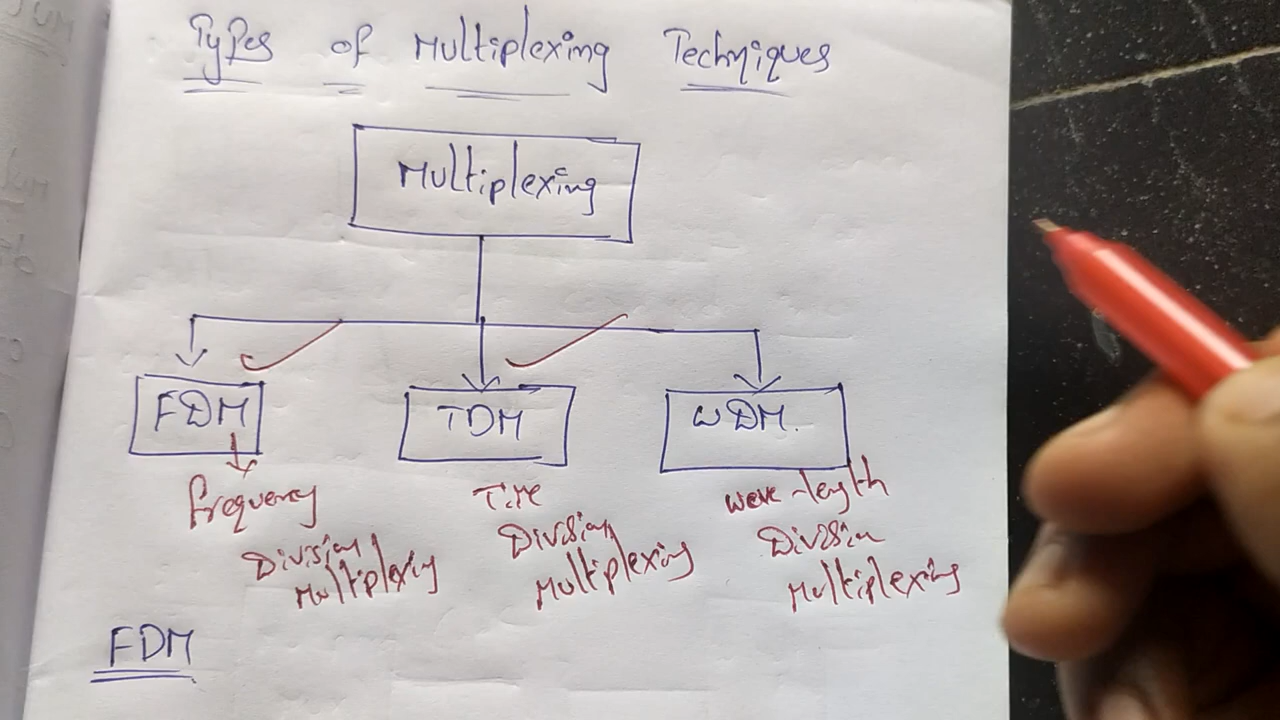 Types of Multiplexing Techniques
Multiplexing
FDM
TDM
WDM.
frequency
Division
Multiplexing
Time
Division
Multiplexing
wave-length
Division
Multiplexing
FDM